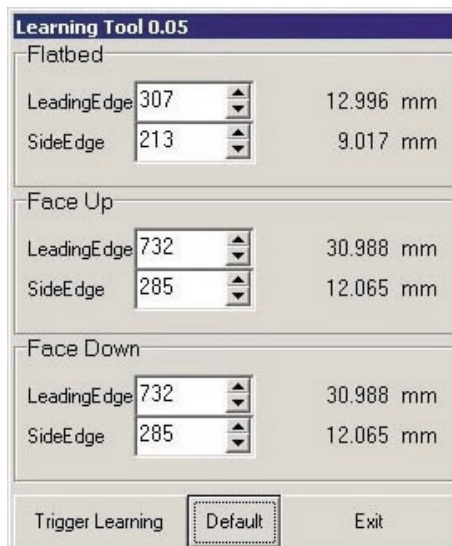 Learning Tool 0.05
Flatbed
LeadingEdge 307 12.996 mm
SideEdge 213 9.017 mm
Face Up
LeadingEdge 732 30.988 mm
SideEdge 285 12.065 mm
Face Down
LeadingEdge 732 30.988 mm
SideEdge 285 12.065 mm
Trigger Learning Default Exit